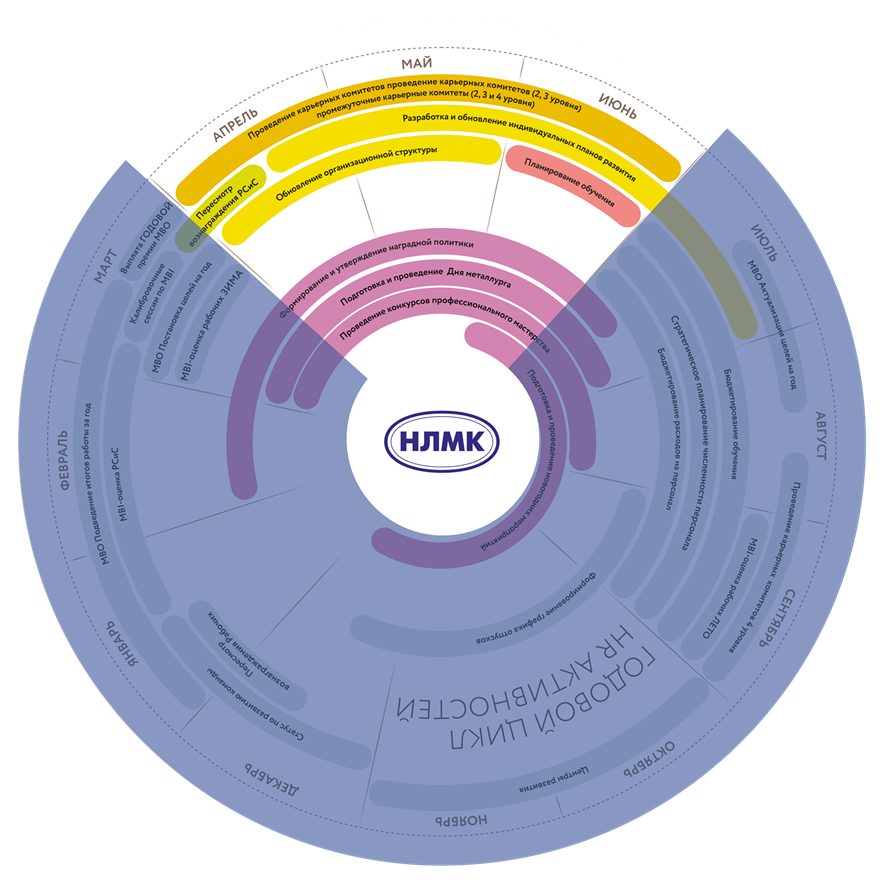 МАЙ
АПРЕЛЬ
ИЮНЬ
Проведение карьерных комитетов проведение карьерных комитетов (2, 3 уровня)
промежуточные карьерные комитеты (2, 3 и 4 уровня)
Разработка и обновление индивидуальных планов развития
Обновление организационной структуры
Планирование обучения
Пересмотр
вознаграждения РСиС
Формирование и утверждение наградной политики
Подготовка и проведение Дня металлурга
Проведение конкурсов профессионального мастерства
Подготовка и проведение новогодних мероприятий
МАРТ
Выплата ГОДОВОЙ
премии МВО
Калибровочные
сессии по MBI
МВО Постановка целей на год
MBI-оценка рабочих ЗИМА
ФЕВРАЛЬ
МВО Подведение итогов работы за год
MBI-оценка РСиС
ЯНВАРЬ
ИЮЛЬ
МВО Актуализация целей на год
Бюджетирование обучения
Стратегическое планирование численности персонала
Бюджетирование расходов на персонал
АВГУСТ
Проведение карьерных комитетов 4 уровня
MBI-оценка рабочих ЛЕТО
СЕНТЯБРЬ
НЛМК
Формирование графика отпусков
Пересмотр
вознаграждения Рабочих
Статус по развитию команды
ГОДОВОЙ ЦИКЛ
HR АКТИВНОСТЕЙ
Центры развития
ОКТЯБРЬ
НОЯБРЬ
ДЕКАБРЬ